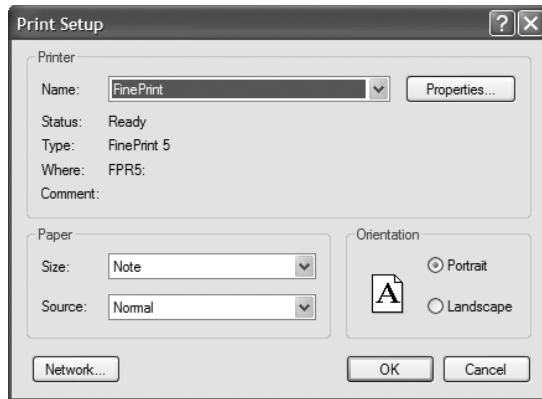 Print Setup
Printer
Name: FinePrint Properties...
Status: Ready
Type: FinePrint 5
Where: FPR5:
Comment:
Paper
Size: Note
Source: Normal
Orientation
A
Portrait
Landscape
Network... OK Cancel